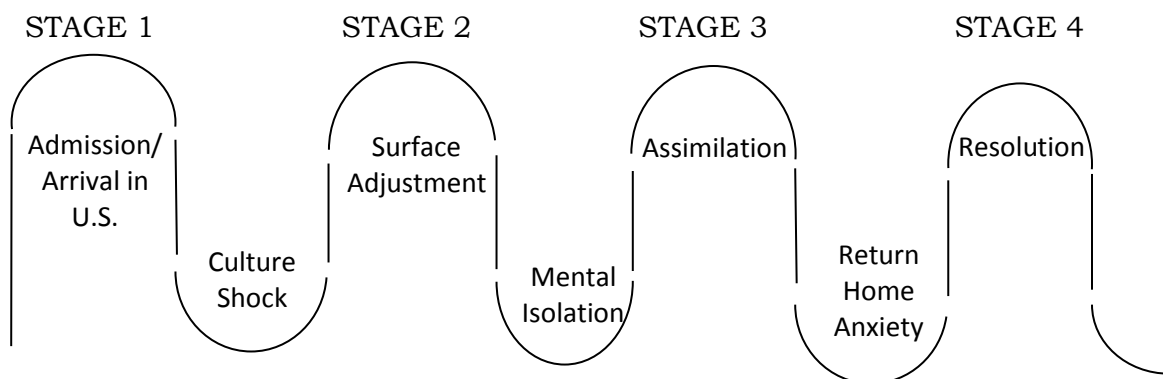 STAGE 1
STAGE 2
STAGE 3
STAGE 4
Admission/
Arrival in
U.S.
Culture
Shock
Surface
Adjustment
Mental
Isolation
Assimilation
Return
Home
Anxiety
Resolution